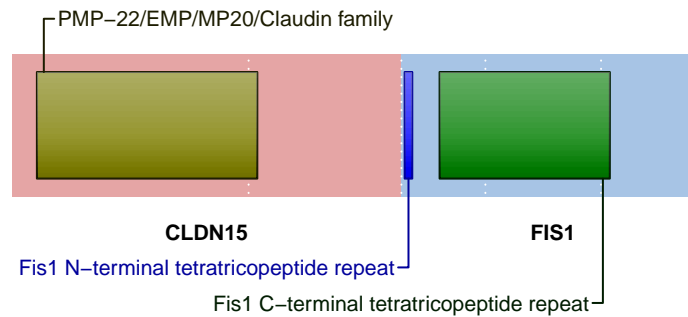 PMP−22/EMP/MP20/Claudin family
CLDN15 FIS1
Fis1 N−terminal tetratricopeptide repeat
Fis1 C−terminal tetratricopeptide repeat